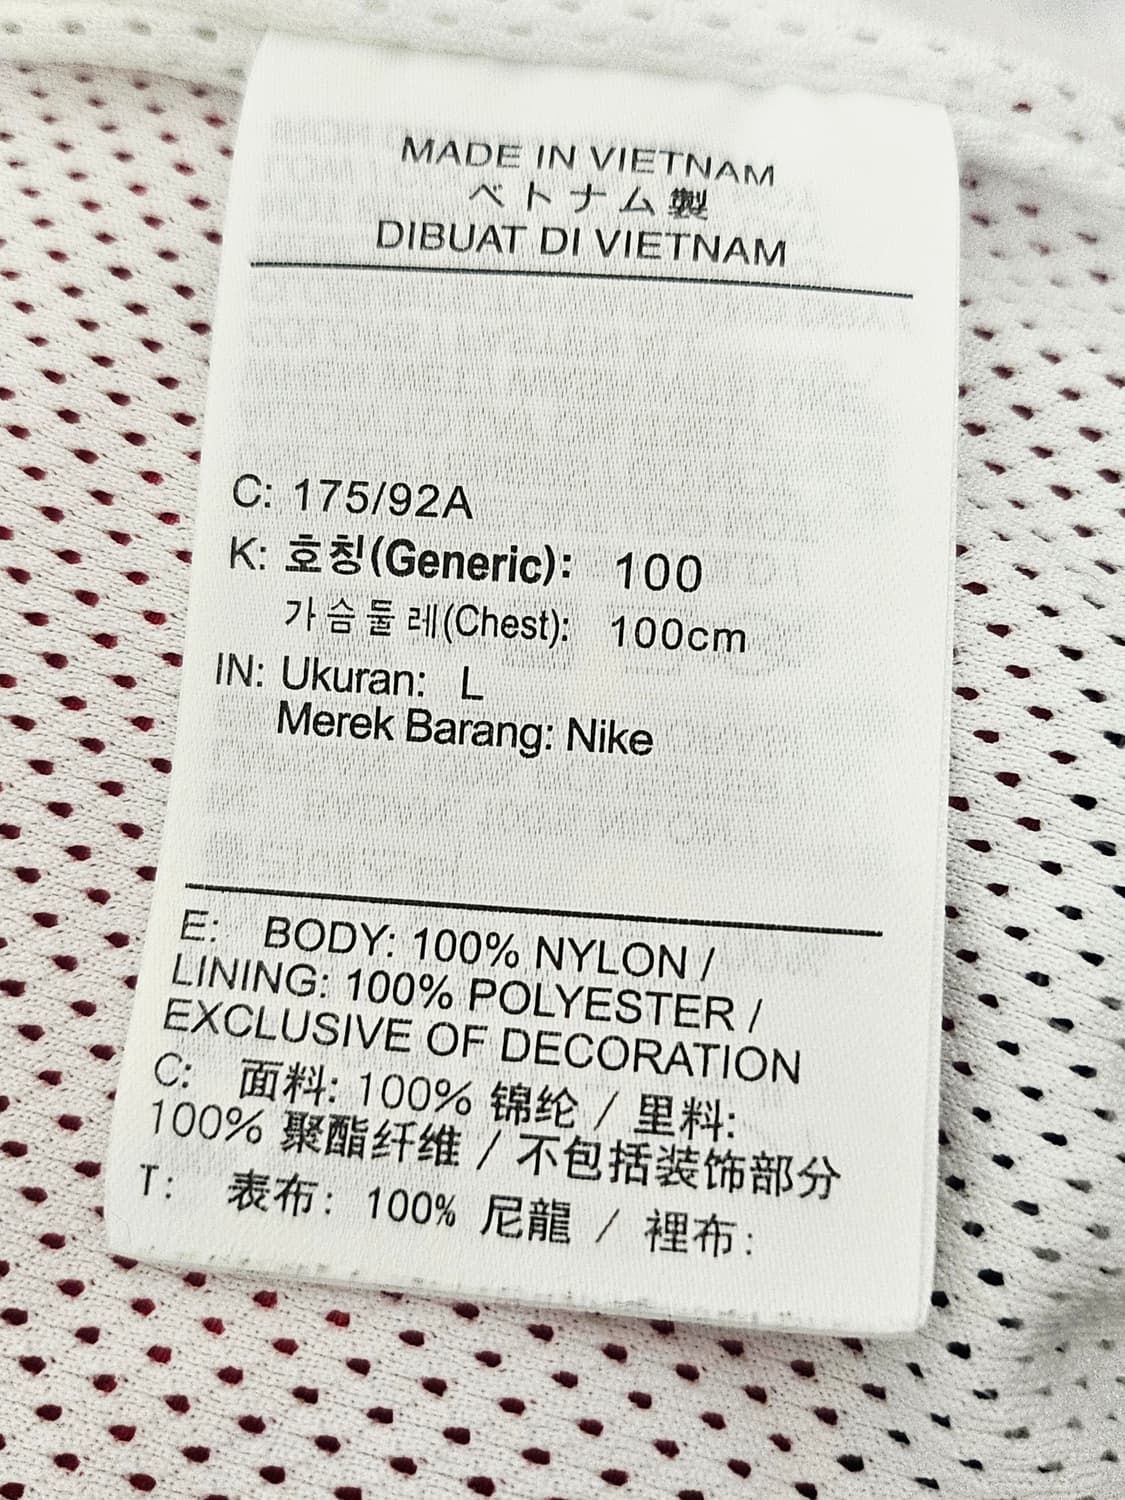 MADE IN VIETNAM
ベトナム製
DIBUAT DI VIETNAM
C: 175/92A
K: 호칭(Generic): 100
가슴둘레(Chest): 100cm
IN: Ukuran: L
Merek Barang: Nike
E: BODY: 100% NYLON /
LINING: 100% POLYESTER /
EXCLUSIVE OF DECORATION
C: 面料: 100% 锦纶 / 里料:
100% 聚酯纤维 / 不包括装饰部分
T: 表布: 100% 尼龍 / 裡布: